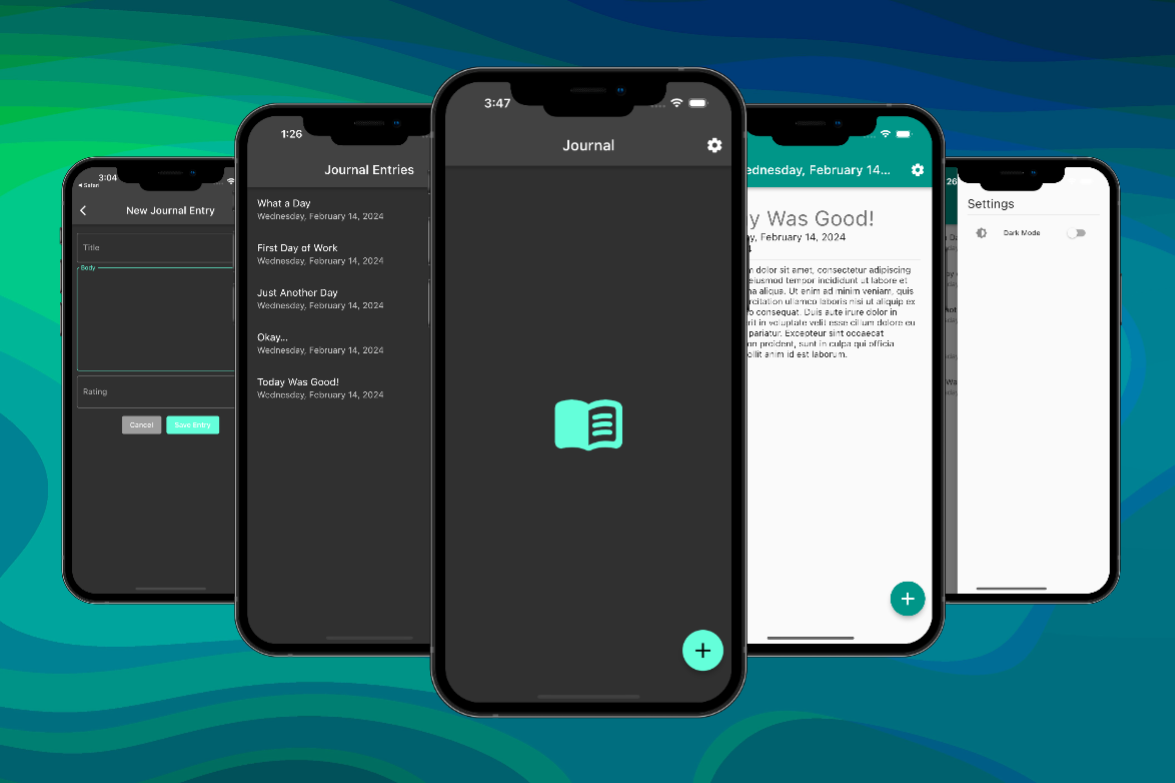 3:04
Safari
New Journal Entry
Title
Body
Rating
Cancel
Save Entry
1:26
Journal Entries
What a Day
Wednesday, February 14, 2024
First Day of Work
Wednesday, February 14, 2024
Just Another Day
Wednesday, February 14, 2024
Okay...
Wednesday, February 14, 2024
Today Was Good!
Wednesday, February 14, 2024
3:47
Journal
+
ednesday, February 14...
y Was Good!
y, February 14, 2024
dolor sit amet, consectetur adipiscing
eiusmod tempor incididunt ut labore et
a aliqua. Ut enim ad minim veniam, quis
rcitation ullamco laboris nisi ut aliquip ex
consequat. Duis aute irure dolor in
rit in voluptate velit esse cillum dolore eu
pariatur. Excepteur sint occaecat
on proident, sunt in culpa qui officia
ollit anim id est laborum.
+
26
Settings
Dark Mode